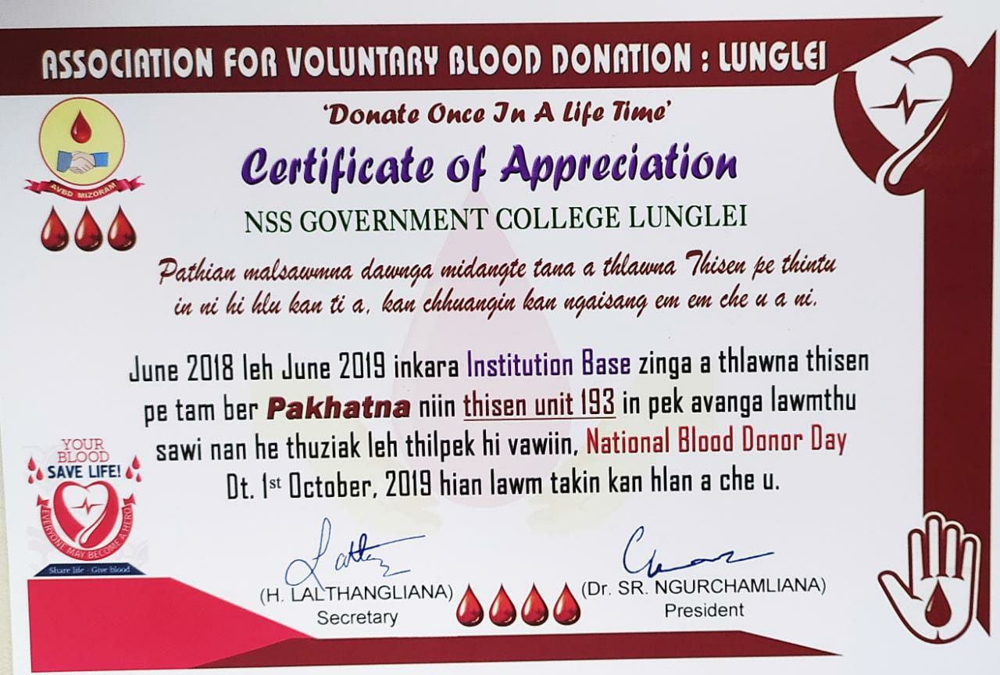 ASSOCIATION FOR VOLUNTARY BLOOD DONATION : LUNGLEI
'Donate Once In A Life Time'
Certificate of Appreciation
AVBD MIZORAM
NSS GOVERNMENT COLLEGE LUNGLEI
Pathian malsawmna dawnga midangte tana a thlawna Thisen pe thintu
in ni hi hlu kan ti a, kan chhuangin kan ngaisang em em che u a ni.
June 2018 leh June 2019 inkara Institution Base zinga a thlawna thisen
pe tam ber Pakhatna niin thisen unit 193 in pek avanga lawmthu
sawi nan he thuziak leh thilpek hi vawiin, National Blood Donor Day
Dt. 1st October, 2019 hian lawm takin kan hlan a che u.
YOUR
BLOOD
SAVE LIFE!
EVERYONE MAY BECOME A HERO
Share life - Give blood
(H. LALTHANGLIANA)
Secretary
(Dr. SR. NGURCHAMLIANA)
President